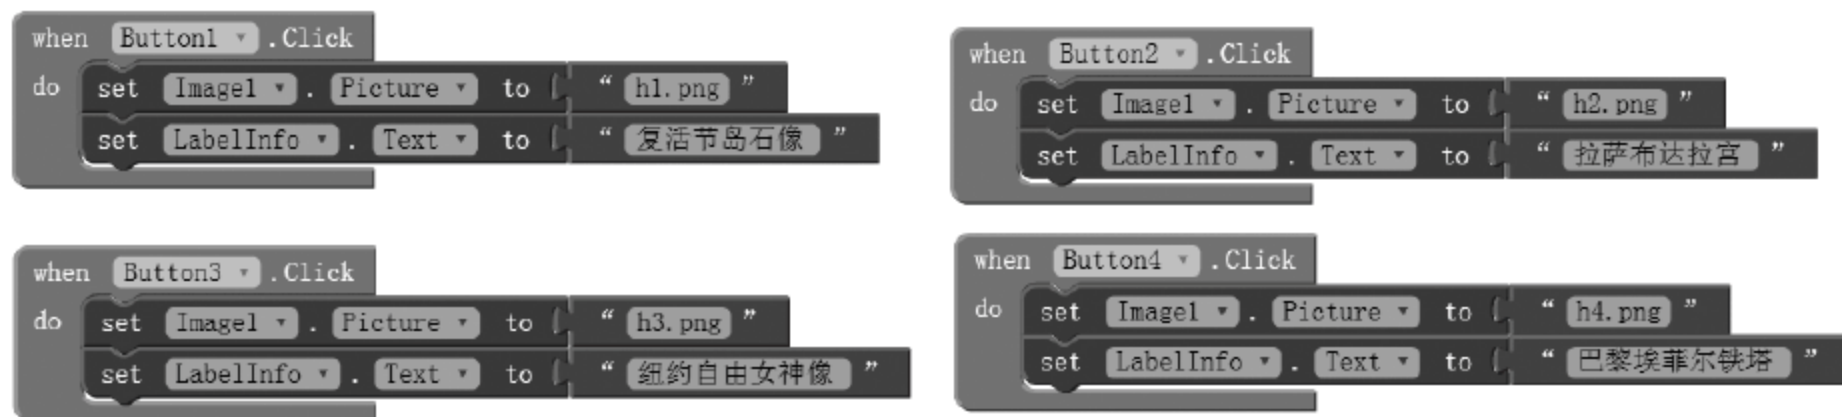 when Button1 .Click
do set Image1 . Picture to “ h1.png ”
set LabelInfo . Text to “ 复活节岛石像 ”
when Button2 .Click
do set Image1 . Picture to “ h2.png ”
set LabelInfo . Text to “ 拉萨布达拉宫 ”
when Button3 .Click
do set Image1 . Picture to “ h3.png ”
set LabelInfo . Text to “ 纽约自由女神像 ”
when Button4 .Click
do set Image1 . Picture to “ h4.png ”
set LabelInfo . Text to “ 巴黎埃菲尔铁塔 ”